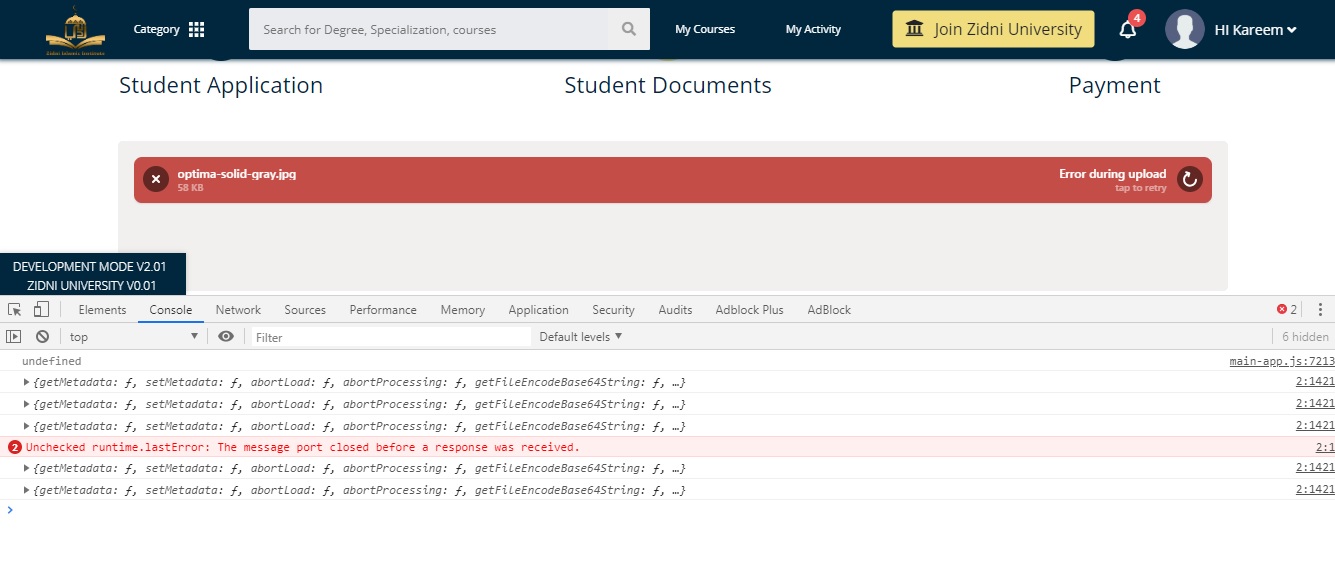 Zidni Islamic Institute
Category
Search for Degree, Specialization, courses
My Courses
My Activity
Join Zidni University
4
HI Kareem
Student Application
Student Documents
Payment
optima-solid-gray.jpg
58 KB
Error during upload
tap to retry
DEVELOPMENT MODE V2.01
ZIDNI UNIVERSITY V0.01
Elements Console Network Sources Performance Memory Application Security Audits Adblock Plus AdBlock 2
top Filter Default levels 6 hidden
undefined main-app.js:7213
{getMetadata: ƒ, setMetadata: ƒ, abortLoad: ƒ, abortProcessing: ƒ, getFileEncodeBase64String: ƒ, …} 2:1421
{getMetadata: ƒ, setMetadata: ƒ, abortLoad: ƒ, abortProcessing: ƒ, getFileEncodeBase64String: ƒ, …} 2:1421
{getMetadata: ƒ, setMetadata: ƒ, abortLoad: ƒ, abortProcessing: ƒ, getFileEncodeBase64String: ƒ, …} 2:1421
2 Unchecked runtime.lastError: The message port closed before a response was received. 2:1
{getMetadata: ƒ, setMetadata: ƒ, abortLoad: ƒ, abortProcessing: ƒ, getFileEncodeBase64String: ƒ, …} 2:1421
{getMetadata: ƒ, setMetadata: ƒ, abortLoad: ƒ, abortProcessing: ƒ, getFileEncodeBase64String: ƒ, …} 2:1421